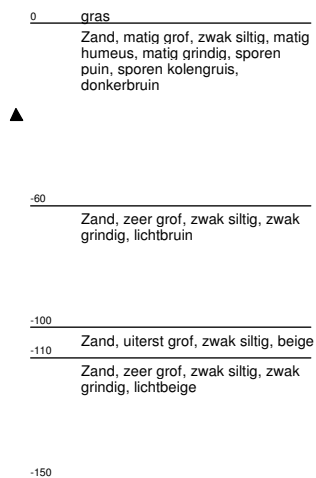 0 gras
Zand, matig grof, zwak siltig, matig
humeus, matig grindig, sporen
puin, sporen kolengruis,
donkerbruin
-60
Zand, zeer grof, zwak siltig, zwak
grindig, lichtbruin
-100
Zand, uiterst grof, zwak siltig, beige
-110
Zand, zeer grof, zwak siltig, zwak
grindig, lichtbeige
-150